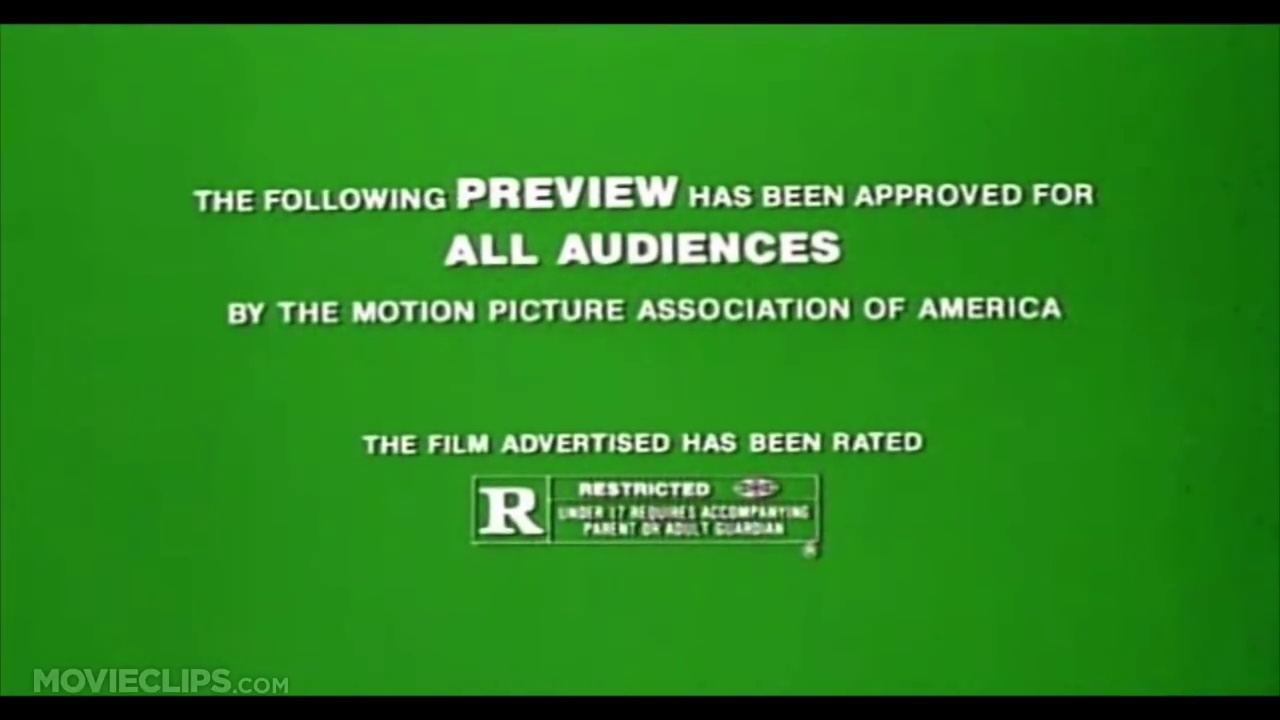 THE FOLLOWING PREVIEW HAS BEEN APPROVED FOR
ALL AUDIENCES
BY THE MOTION PICTURE ASSOCIATION OF AMERICA
THE FILM ADVERTISED HAS BEEN RATED
R RESTRICTED
UNDER 17 REQUIRES ACCOMPANYING
PARENT OR ADULT GUARDIAN
MOVIECLIPS.COM